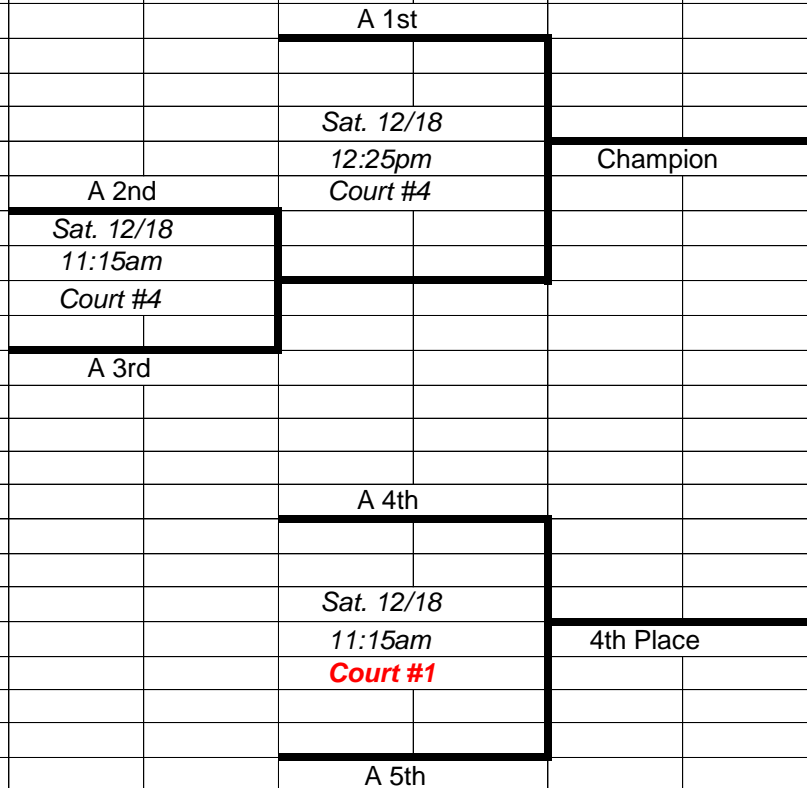 A 1st
Sat. 12/18
12:25pm
Court #4
Champion
A 2nd
Sat. 12/18
11:15am
Court #4
A 3rd
A 4th
Sat. 12/18
11:15am
Court #1
4th Place
A 5th